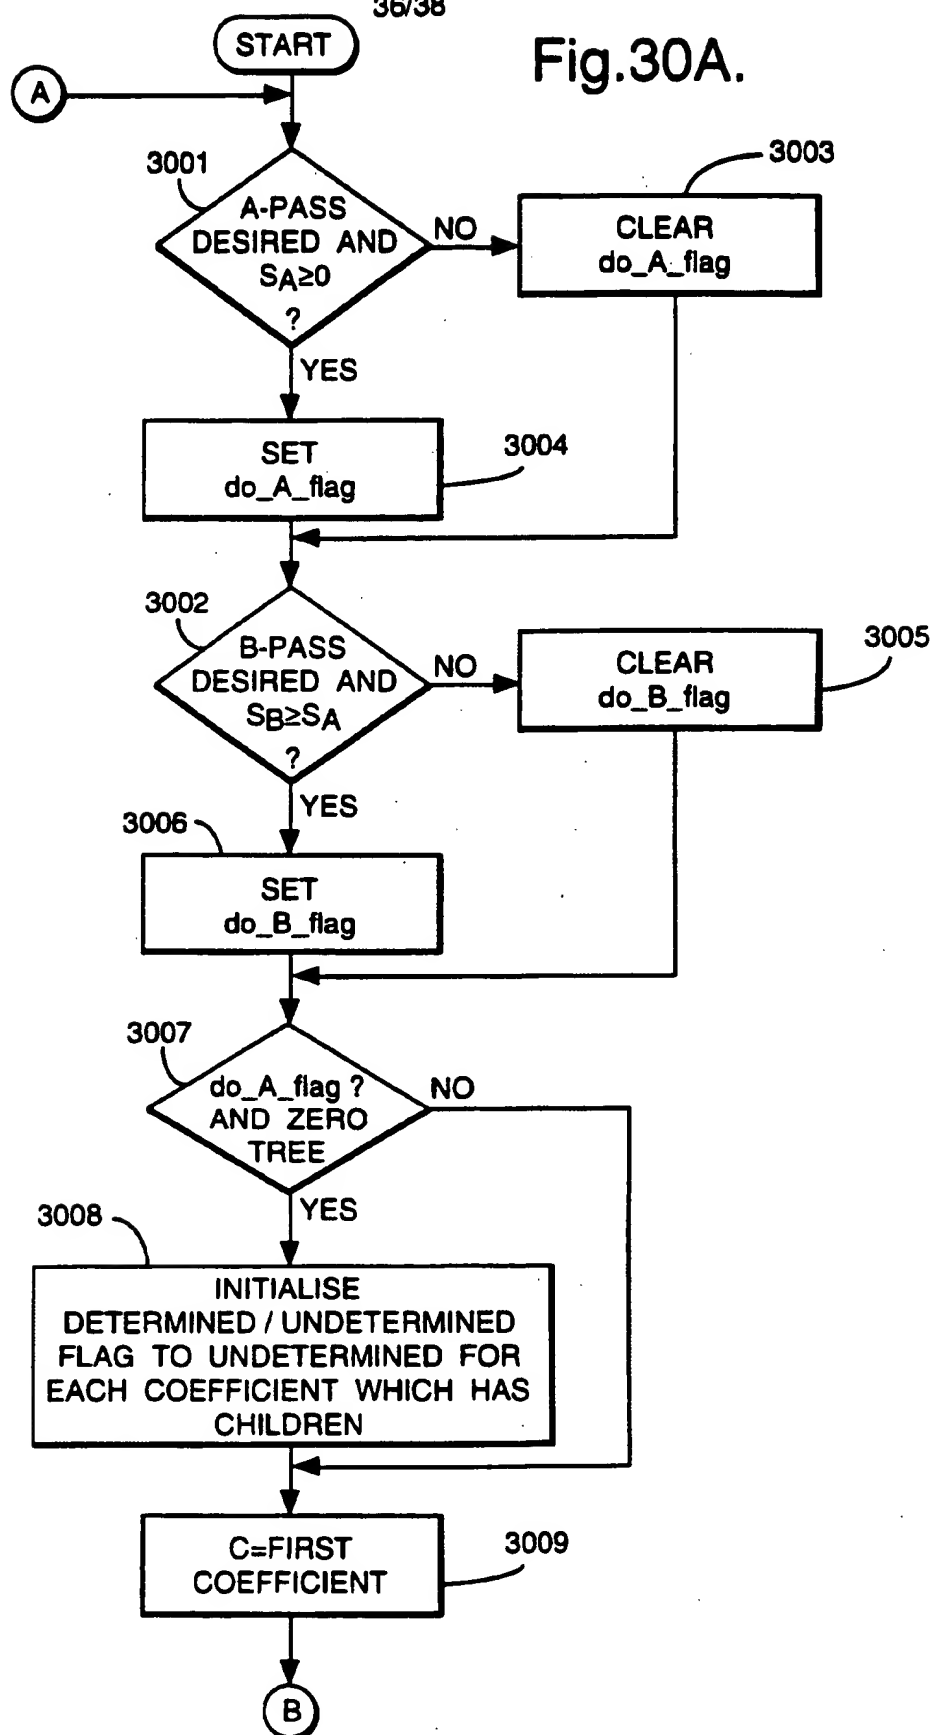 36/38
START
Fig.30A.
A
3001
3003
A-PASS
DESIRED AND
SA≥0
?
NO
CLEAR
do_A_flag
YES
SET
do_A_flag
3004
3002
B-PASS
DESIRED AND
SB≥SA
?
NO
CLEAR
do_B_flag
3005
YES
3006
SET
do_B_flag
3007
do_A_flag ?
AND ZERO
TREE
NO
YES
3008
INITIALISE
DETERMINED / UNDETERMINED
FLAG TO UNDETERMINED FOR
EACH COEFFICIENT WHICH HAS
CHILDREN
C=FIRST
COEFFICIENT
3009
B